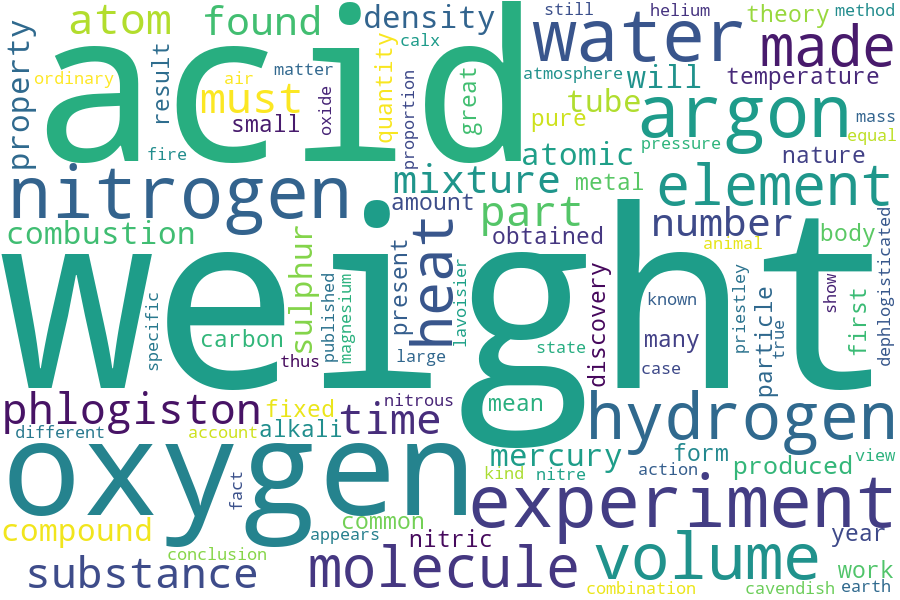 atom
found
density
still
helium
theory
method
acid
water
made
property
ordinary
result
air
must
matter
calx
quantity
atmosphere
will
temperature
small
oxide
proportion
great
tube
pure
argon
mass
equal
fire
pressure
nature
atomic
nitrogen
mixture
metal
element
amount
part
number
combustion
heat
obtained
animal
body
weight
sulphur
present
published
magnesium
lavoisier
specific
discovery
known
priestley
particle
true
show
first
dephlogisticated
carbon
thus
large
state
many
case
phlogiston
fixed
time
nitrous
mean
hydrogen
different
account
alkali
oxygen
mercury
form
produced
view
kind
nitre
action
fact
experiment
compound
common
appears
nitric
conclusion
year
substance
molecule
volume
work
combination
cavendish
earth